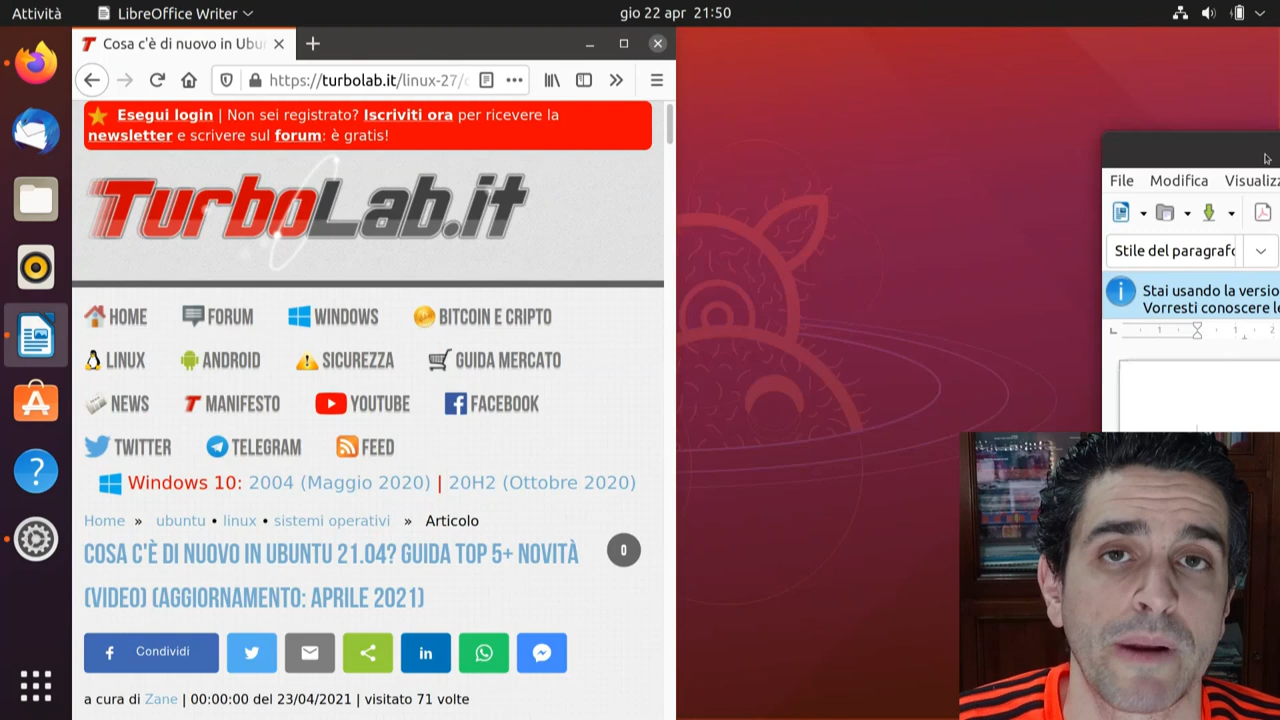 Attività
LibreOffice Writer
gio 22 apr 21:50
Cosa c'è di nuovo in Ubu
https://turbolab.it/linux-27/
Esegui login | Non sei registrato? Iscriviti ora per ricevere la
newsletter e scrivere sul forum: è gratis!
TurboLab.it
HOME FORUM WINDOWS BITCOIN E CRIPTO
LINUX ANDROID SICUREZZA GUIDA MERCATO
NEWS MANIFESTO YOUTUBE FACEBOOK
TWITTER TELEGRAM FEED
Windows 10: 2004 (Maggio 2020) | 20H2 (Ottobre 2020)
Home » ubuntu • linux • sistemi operativi » Articolo
COSA C'È DI NUOVO IN UBUNTU 21.04? GUIDA TOP 5+ NOVITÀ
(VIDEO) (AGGIORNAMENTO: APRILE 2021)
0
Condividi
a cura di Zane | 00:00:00 del 23/04/2021 | visitato 71 volte
File Modifica Visualizz
Stile del paragrafo
Stai usando la versio
Vorresti conoscere le
1 1